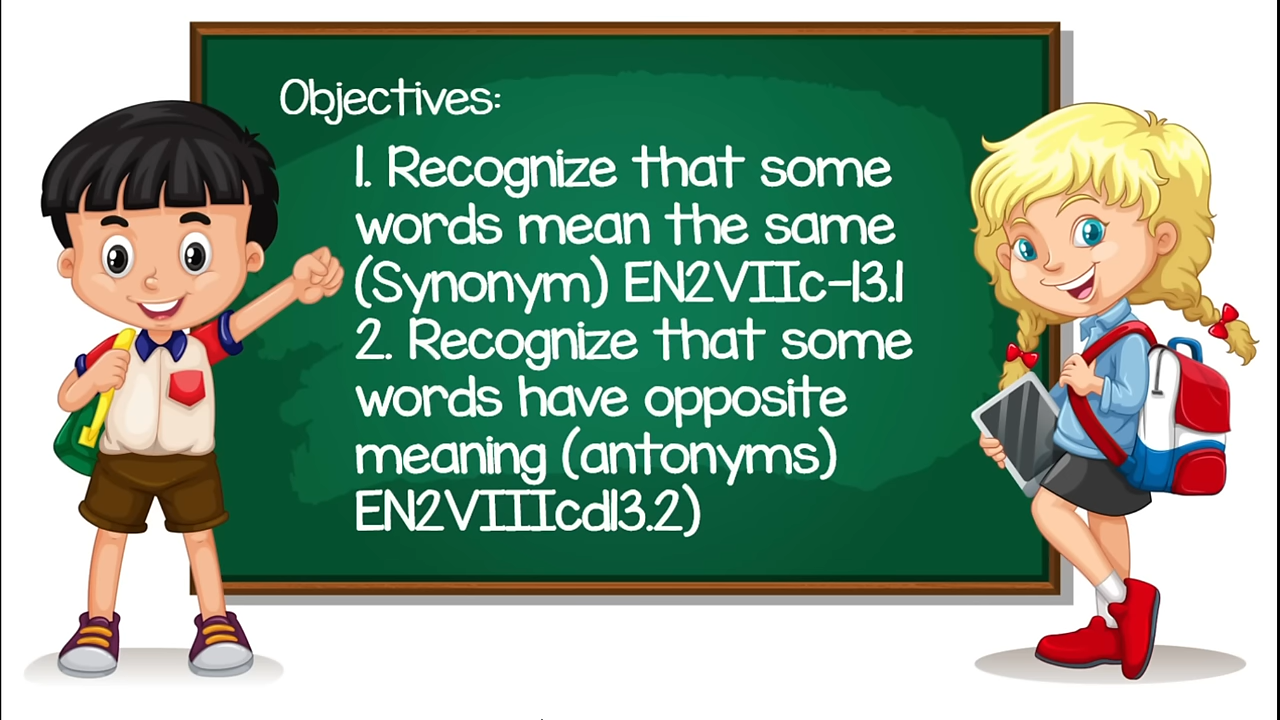 Objectives:
1. Recognize that some
words mean the same
(Synonym) EN2VIIc-13.1
2. Recognize that some
words have opposite
meaning (antonyms)
EN2VIIIcd13.2)